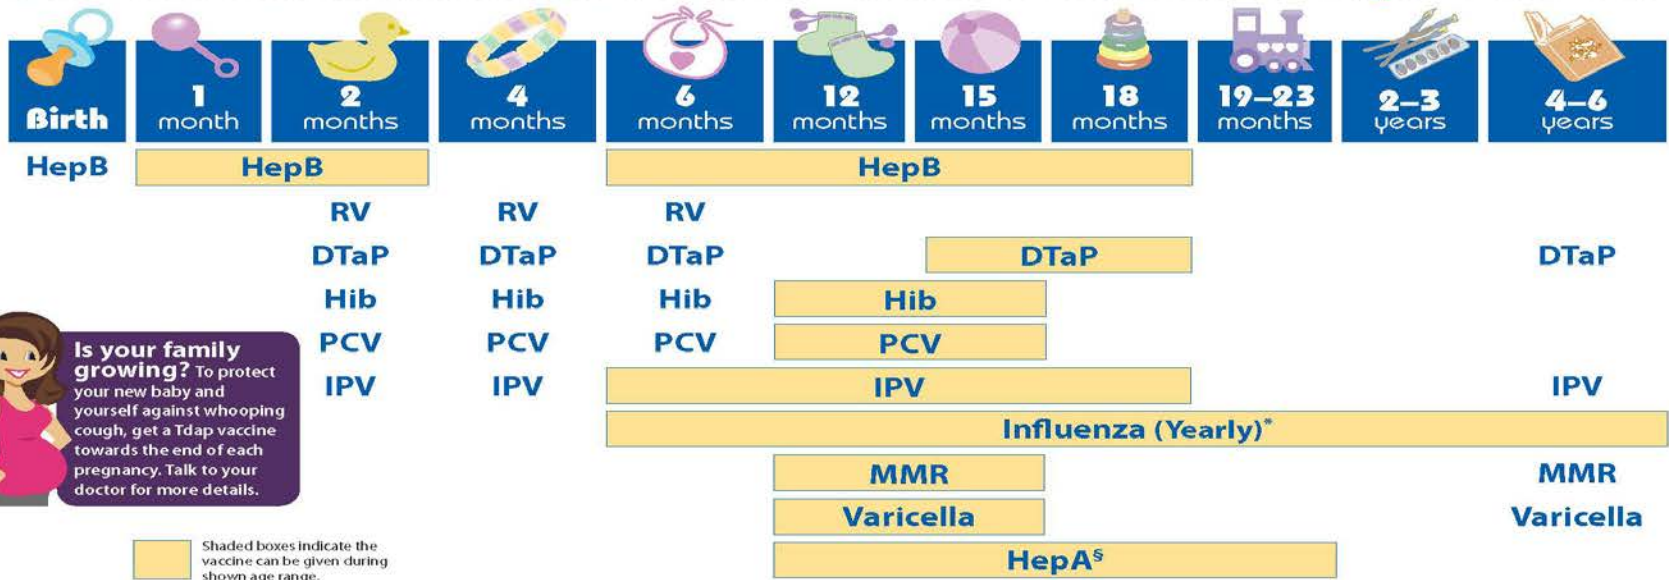 Birth
1
month
2
months
4
months
6
months
12
months
15
months
18
months
19–23
months
2–3
years
4–6
years
HepB HepB HepB
RV RV RV
DTaP DTaP DTaP DTaP DTaP
Hib Hib Hib Hib
PCV PCV PCV PCV
IPV IPV IPV IPV
Influenza (Yearly)*
MMR MMR
Varicella Varicella
HepA§
Is your family
growing? To protect
your new baby and
yourself against whooping
cough, get a Tdap vaccine
towards the end of each
pregnancy. Talk to your
doctor for more details.
Shaded boxes indicate the
vaccine can be given during
shown age range.